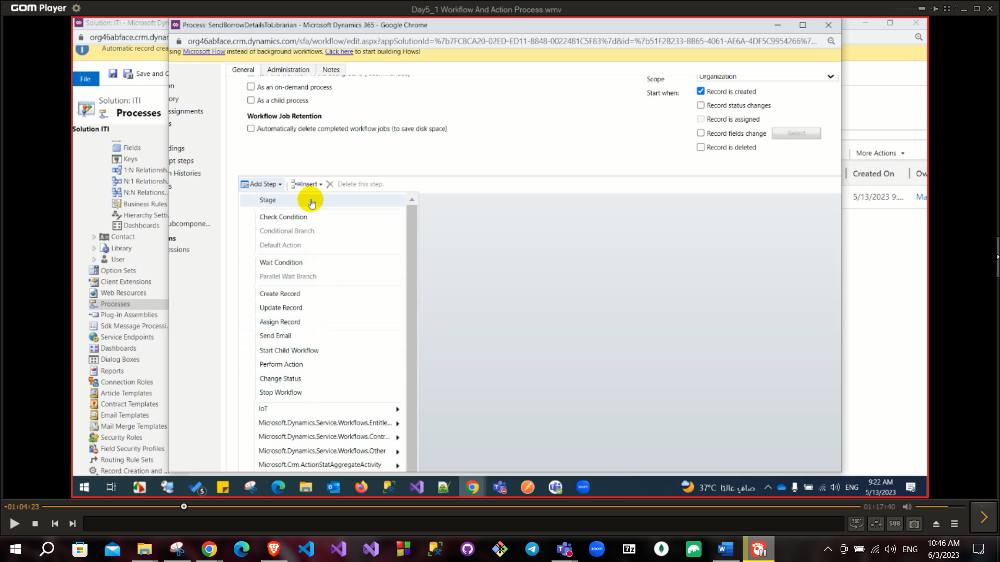 GOM Player
Day5_1 Workflow And Action Process.wmv
Solution: ITI - Microsoft Dyn
Process: SendBorrowDetailsToLibrarian - Microsoft Dynamics 365 - Google Chrome
org46abface.crm.dynar
org46abface.crm.dynamics.com/sfa/workflow/edit.aspx?appSolutionId=%7b7FCBCA20-02ED-ED11-8848-0022481C5F83%7d&id=%7b51F2B233-BB65-4061-AE6A-4DF5C9954266%7...
Automatic record crea
sing Microsoft Flow instead of background workflows. Click here to start building Flows!
File
Save and C
General
Administration
Notes
As an on-demand process
As a child process
Workflow Job Retention
Automatically delete completed workflow jobs (to save disk space)
Scope
Organization
Start when:
Record is created
Record status changes
Record is assigned
Record fields change
Select
Record is deleted
Solution: ITI
Processes
Solution ITI
Fields
Keys
1:N Relationsh...
N:1 Relationsh...
N:N Relations...
Business Rules
Hierarchy Setti...
Dashboards
Contact
Library
User
Option Sets
Client Extensions
Web Resources
Processes
Plug-in Assemblies
Sdk Message Processi...
Service Endpoints
Dashboards
Dialog Boxes
Reports
Connection Roles
Article Templates
Contract Templates
Email Templates
Mail Merge Templates
Security Roles
Field Security Profiles
Routing Rule Sets
Record Creation and ...
on
ory
ssignments
s
dings
pt steps
n Histories
s
ubcompone...
ns
essions
Add Step
Insert
Delete this step.
Stage
Check Condition
Conditional Branch
Default Action
Wait Condition
Parallel Wait Branch
Create Record
Update Record
Assign Record
Send Email
Start Child Workflow
Perform Action
Change Status
Stop Workflow
IoT
Microsoft.Dynamics.Service.Workflows.Entitle...
Microsoft.Dynamics.Service.Workflows.Contr...
Microsoft.Dynamics.Service.Workflows.Other
Microsoft.Crm.ActionStatAggregateActivity
More Actions
Created On
Ow
5/13/2023 9:...
Ma
5
37°C صافي غالبًا
ENG
9:22 AM
5/13/2023
-01:04:23
01:17:40
360°
SUB
zoom
7z
ENG
10:46 AM
6/3/2023